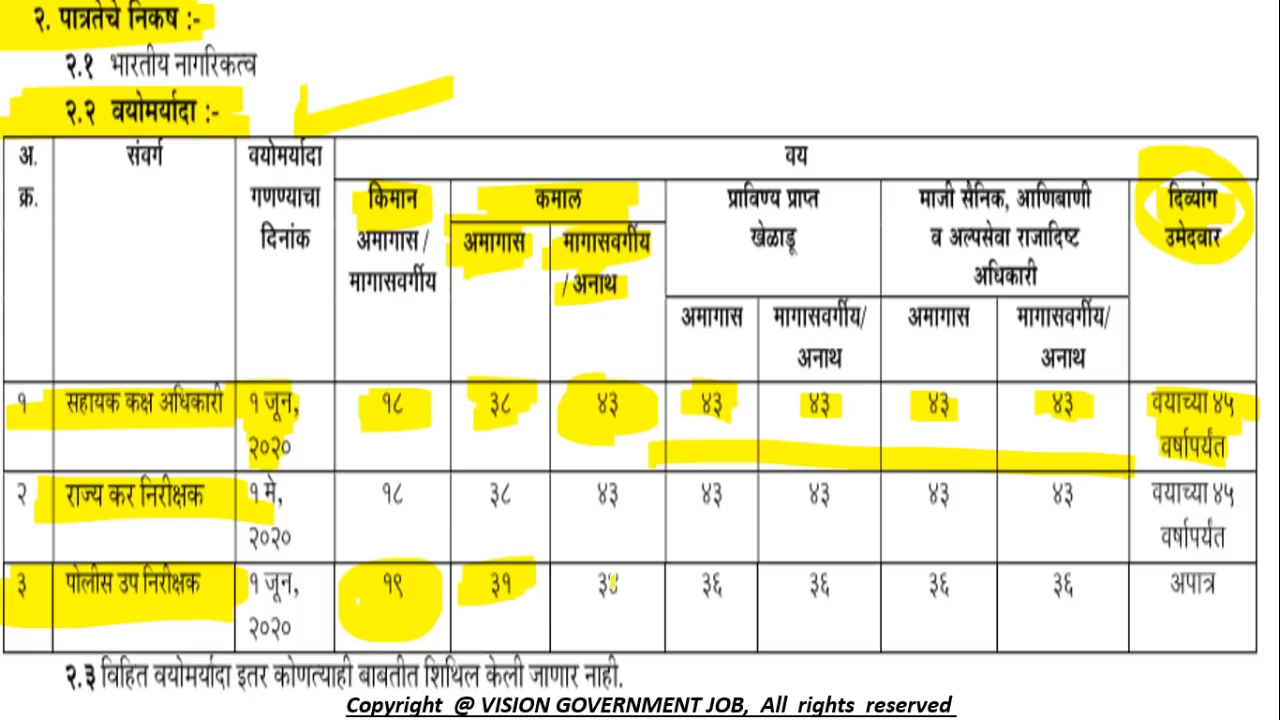 २. पात्रतेचे निकष :-
२.१ भारतीय नागरिकत्व
२.२ वयोमर्यादा :-
अ. क्र. संवर्ग वयोमर्यादा गणण्याचा दिनांक वय
किमान अमागास / मागासवर्गीय कमाल प्राविण्य प्राप्त खेळाडू माजी सैनिक, आणिबाणी व अल्पसेवा राजादिष्ट अधिकारी दिव्यांग उमेदवार
अमागास मागासवर्गीय / अनाथ
अमागास मागासवर्गीय/ अनाथ अमागास मागासवर्गीय/ अनाथ
१ सहायक कक्ष अधिकारी १ जून, २०२० १८ ३८ ४३ ४३ ४३ ४३ ४३ वयाच्या ४५ वर्षापर्यंत
२ राज्य कर निरीक्षक १ मे, २०२० १८ ३८ ४३ ४३ ४३ ४३ ४३ वयाच्या ४५ वर्षापर्यंत
३ पोलीस उप निरीक्षक १ जून, २०२० १९ ३१ ३६ ३६ ३६ ३६ अपात्र
२.३ विहित वयोमर्यादा इतर कोणत्याही बाबतीत शिथिल केली जाणार नाही.
Copyright @ VISION GOVERNMENT JOB, All rights reserved